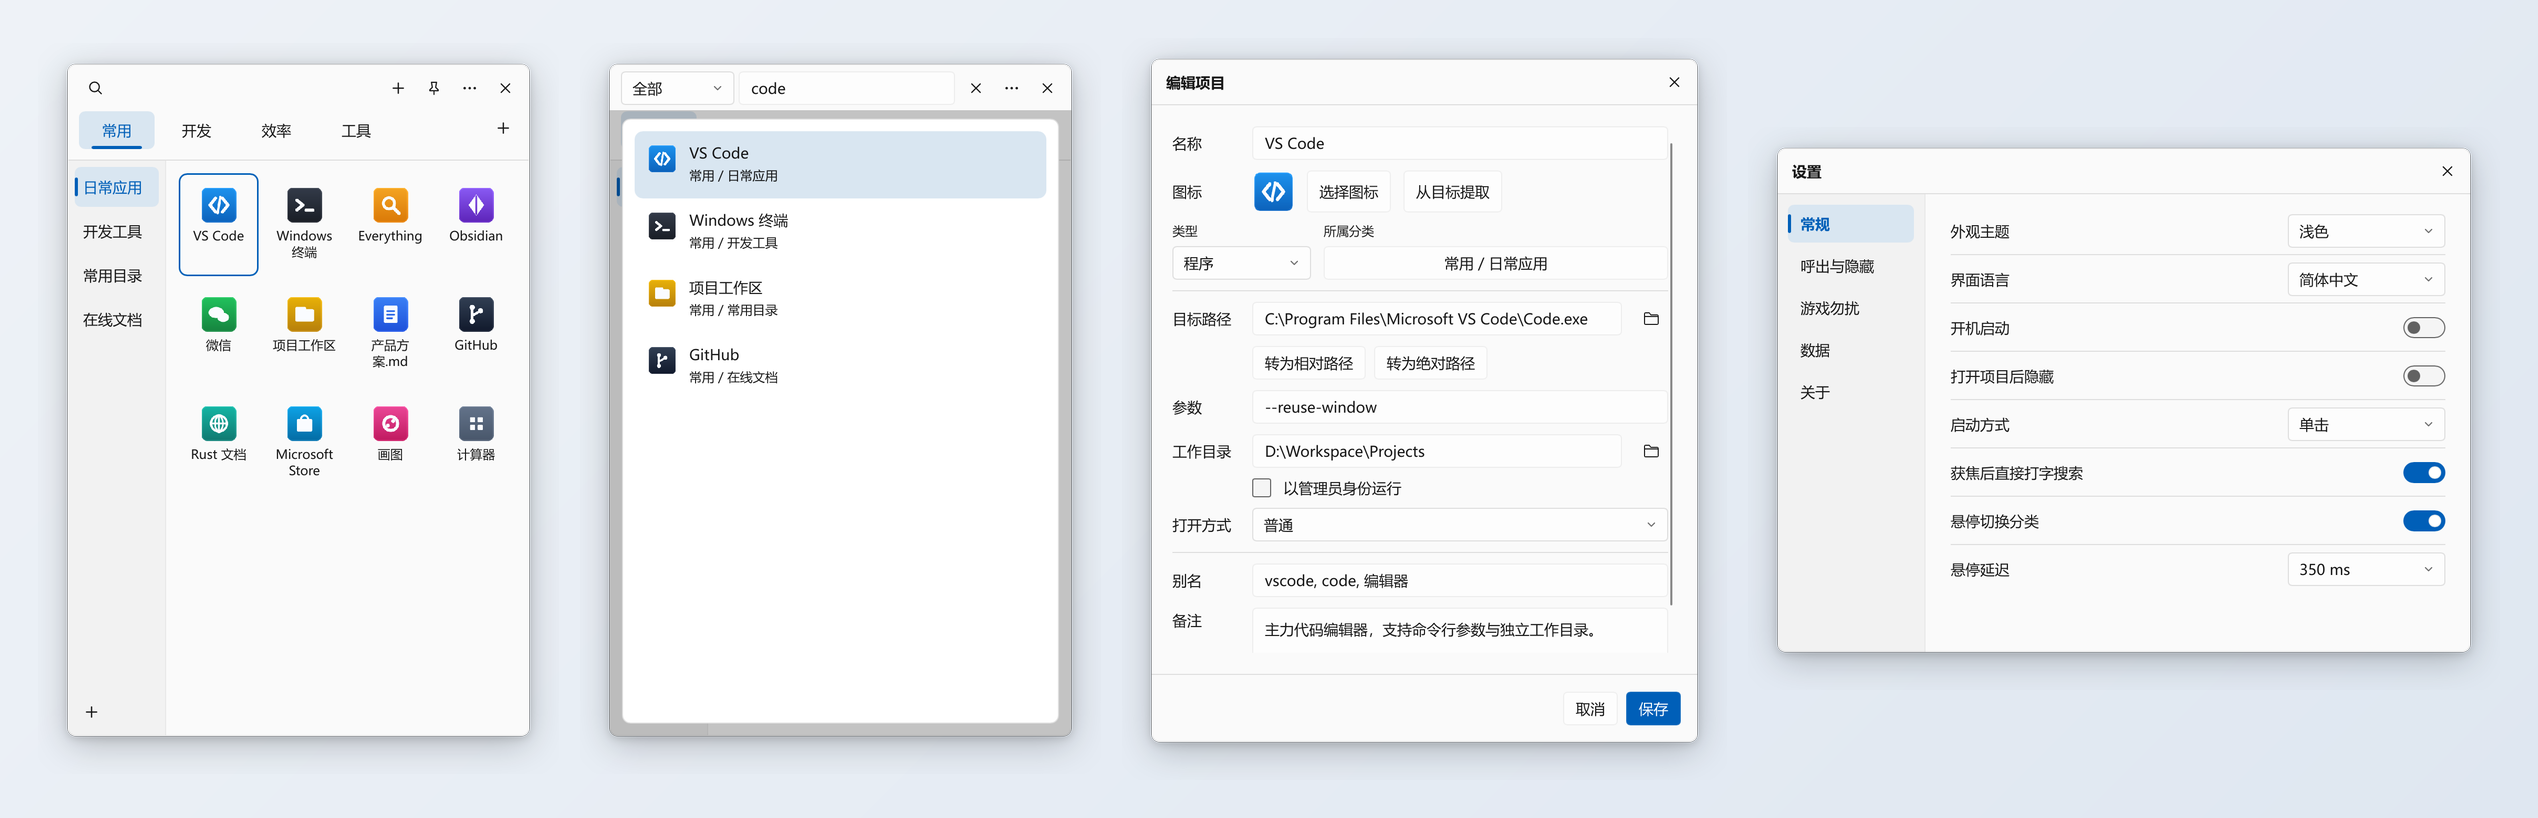 常用
开发
效率
工具
日常应用
开发工具
常用目录
在线文档
VS Code
Windows
终端
Everything
Obsidian
微信
项目工作区
产品方
案.md
GitHub
Rust 文档
Microsoft
Store
画图
计算器
全部
code
VS Code
常用 / 日常应用
Windows 终端
常用 / 开发工具
项目工作区
常用 / 常用目录
GitHub
常用 / 在线文档
编辑项目
名称
VS Code
图标
选择图标
从目标提取
类型
所属分类
程序
常用 / 日常应用
目标路径
C:\Program Files\Microsoft VS Code\Code.exe
转为相对路径
转为绝对路径
参数
--reuse-window
工作目录
D:\Workspace\Projects
以管理员身份运行
打开方式
普通
别名
vscode, code, 编辑器
备注
主力代码编辑器，支持命令行参数与独立工作目录。
取消
保存
设置
常规
呼出与隐藏
游戏勿扰
数据
关于
外观主题
浅色
界面语言
简体中文
开机启动
打开项目后隐藏
启动方式
单击
获焦后直接打字搜索
悬停切换分类
悬停延迟
350 ms